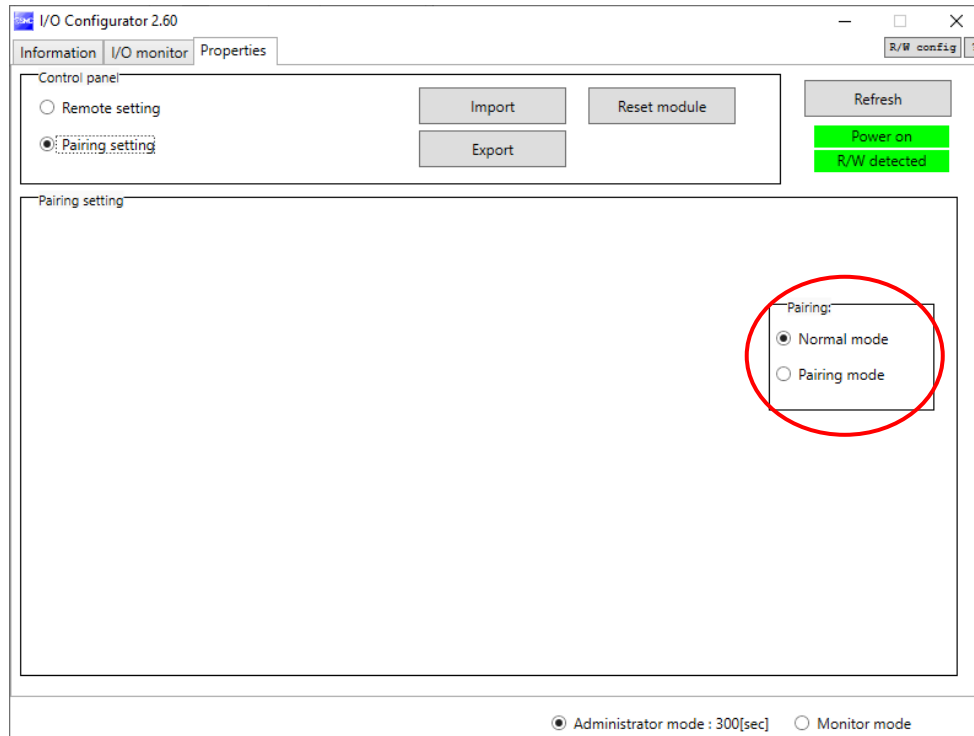 I/O Configurator 2.60
Information
I/O monitor
Properties
R/W config
Control panel
Remote setting
Pairing setting
Import
Reset module
Export
Refresh
Power on
R/W detected
Pairing setting
Pairing:
Normal mode
Pairing mode
Administrator mode : 300[sec]
Monitor mode